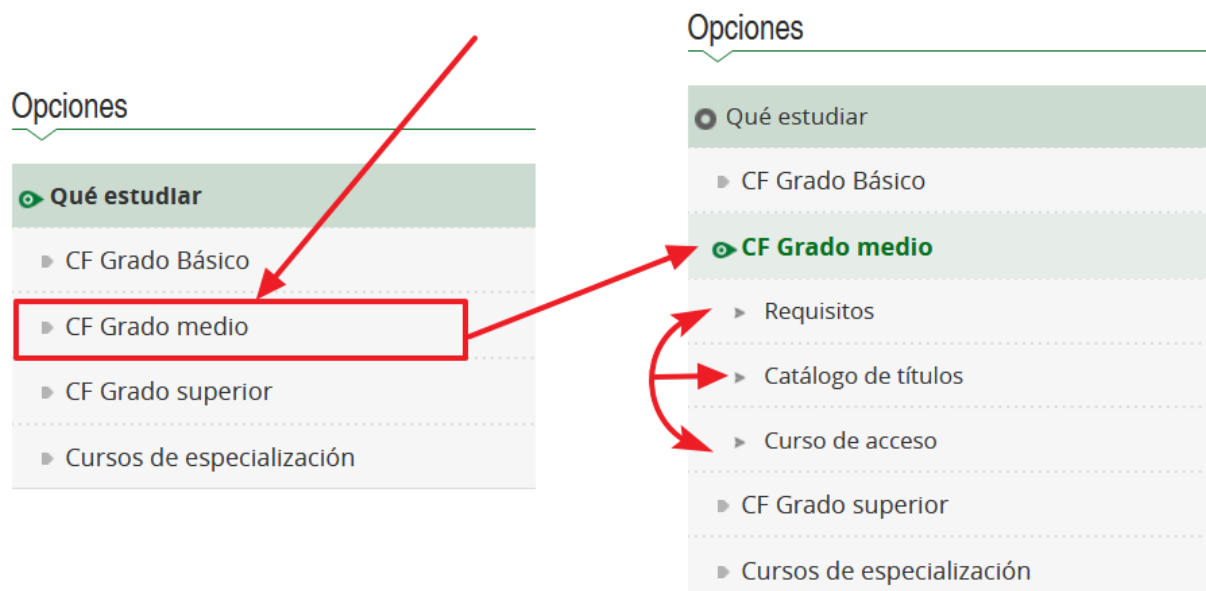 Opciones
Qué estudiar
CF Grado Básico
CF Grado medio
CF Grado superior
Cursos de especialización
Opciones
Qué estudiar
CF Grado Básico
CF Grado medio
Requisitos
Catálogo de títulos
Curso de acceso
CF Grado superior
Cursos de especialización